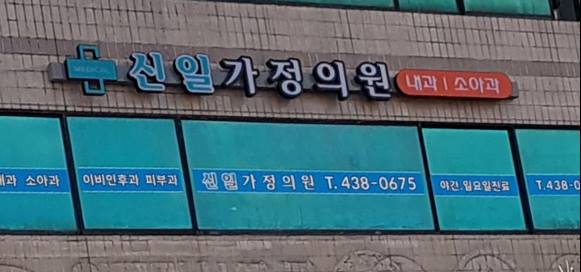 MEDICAL 신일가정의원 내과 | 소아과
내과 소아과 이비인후과 피부과 신일가정의원 T.438-0675 야간.일요일진료 T.438-0